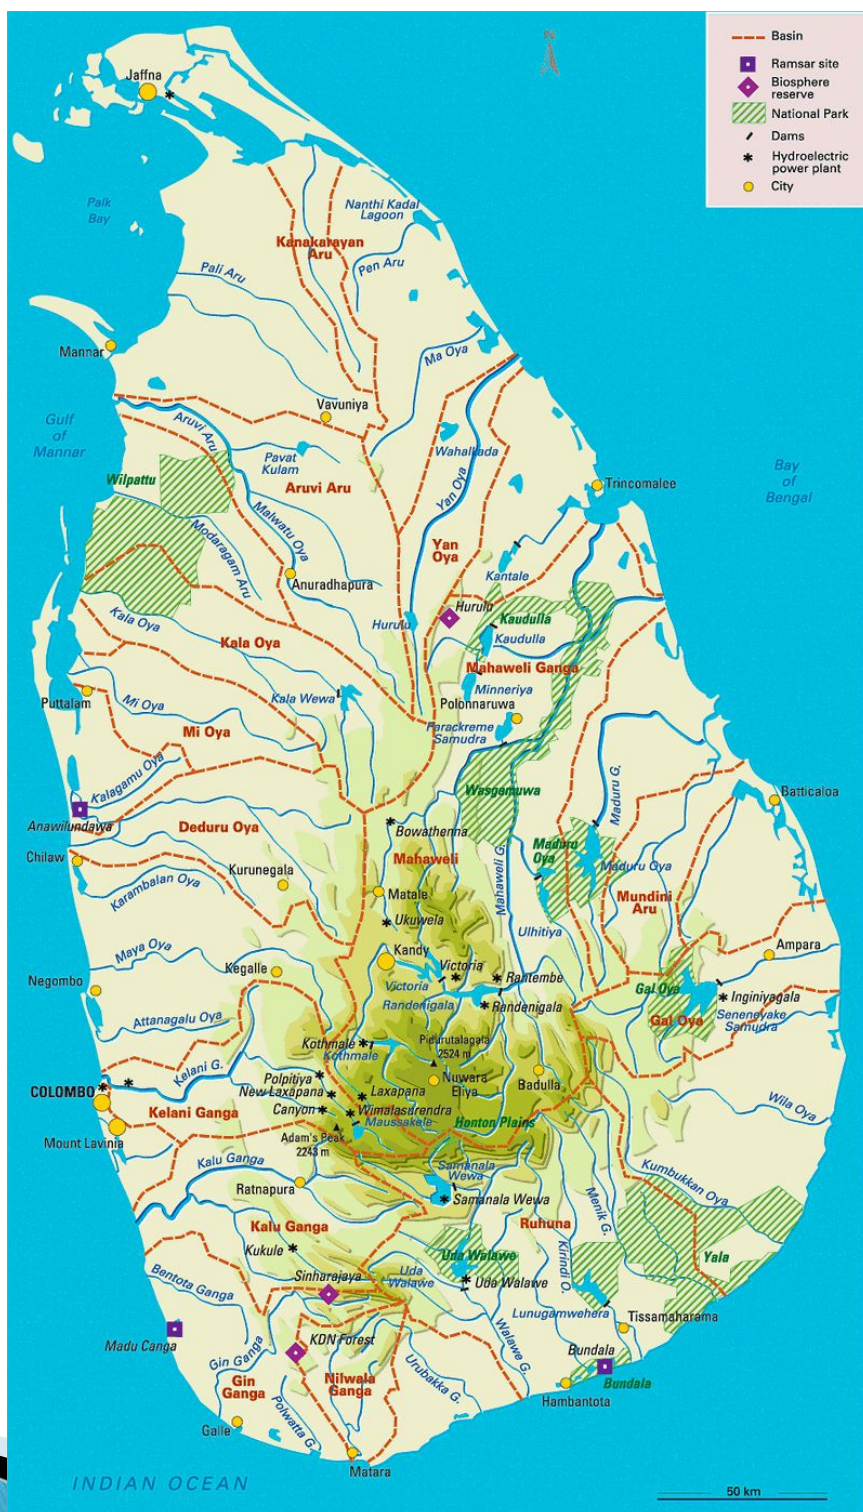 N
Basin
Ramsar site
Biosphere
reserve
National Park
Dams
Hydroelectric
power plant
City
Jaffna
Palk
Bay
Nanthi Kadal
Lagoon
Kanakarayan
Aru
Pali Aru
Pen Aru
Mannar
Ma Oya
Vavuniya
Gulf
of
Mannar
Aruvi Aru
Pavat
Kulam
Wahalkada
Wilpattu
Aruvi Aru
Yan Oya
Trincomalee
Bay
of
Bengal
Malwatu Oya
Modaragam Aru
Yan
Oya
Kantale
Anuradhapura
Kala Oya
Hurulu
Hurulu
Kaudulla
Kaudulla
Kala Oya
Mahaweli Ganga
Minneriya
Kala Wewa
Puttalam
Mi Oya
Polonnaruwa
Farackreme
Samudra
Mi Oya
Kalagamu Oya
Wasgamuwa
Maduru G.
Batticaloa
Anawilundawa
Deduru Oya
Bowathenna
Mahaweli
Maduru
Oya
Maduru Oya
Chilaw
Kurunegala
Karambalan Oya
Matale
Mahaweli G.
Mundini
Aru
Ukuwela
Ulhitiya
Maya Oya
Kandy
Ampara
Kegalle
Victoria
Rantembe
Victoria
Negombo
Randenigala
Randenigala
Gal Oya
Inginiyagala
Attanagalu Oya
Gal Oya
Seneneyake
Samudra
Kothmale
Kothmale
Pidurutalagala
2524 m
Kelani G.
Polpitiya
Nuwara
Eliya
Badulla
COLOMBO
New Laxapana
Laxapana
Kelani Ganga
Canyon
Wimalasurendra
Wila Oya
Maussakele
Honton Plains
Mount Lavinia
Adam's Peak
2243 m
Kalu Ganga
Samanala
Wewa
Kumbukkan Oya
Ratnapura
Samanala Wewa
Menik G.
Kalu Ganga
Ruhuna
Kukule
Uda Walawe
Yala
Kirindi O.
Sinharajaya
Uda
Walawe
Uda Walawe
Bentota Ganga
Lunugamwehera
Tissamaharama
Madu Canga
KDN Forest
Walawe G.
Bundala
Gin Ganga
Bundala
Gin
Ganga
Nilwala
Ganga
Urubakka G.
Hambantota
Polwatta G.
Galle
Matara
INDIAN OCEAN
50 km